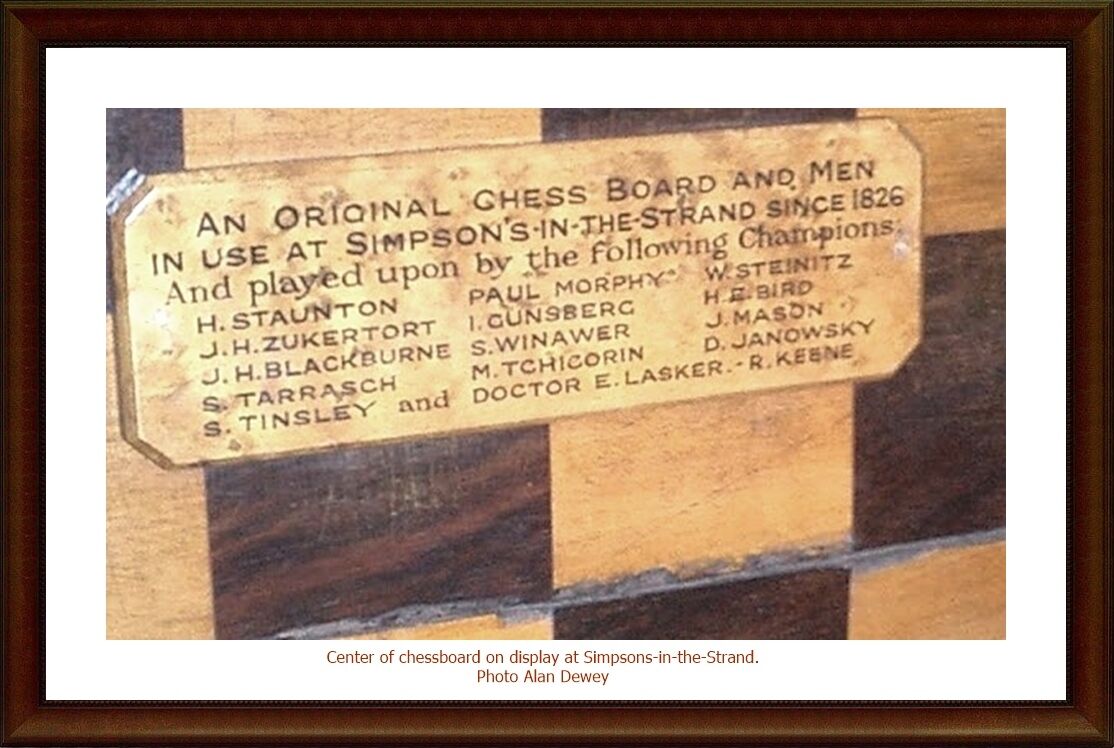 AN ORIGINAL CHESS BOARD AND MEN
IN USE AT SIMPSON'S-IN-THE-STRAND SINCE 1826
And played upon by the following Champions.
H. STAUNTON PAUL MORPHY W. STEINITZ
J. H. ZUKERTORT I. GUNSBERG H. E. BIRD
J. H. BLACKBURNE S. WINAWER J. MASON
S. TARRASCH M. TCHIGORIN D. JANOWSKY
S. TINSLEY and DOCTOR E. LASKER.-R. KEENE
Center of chessboard on display at Simpsons-in-the-Strand.
Photo Alan Dewey